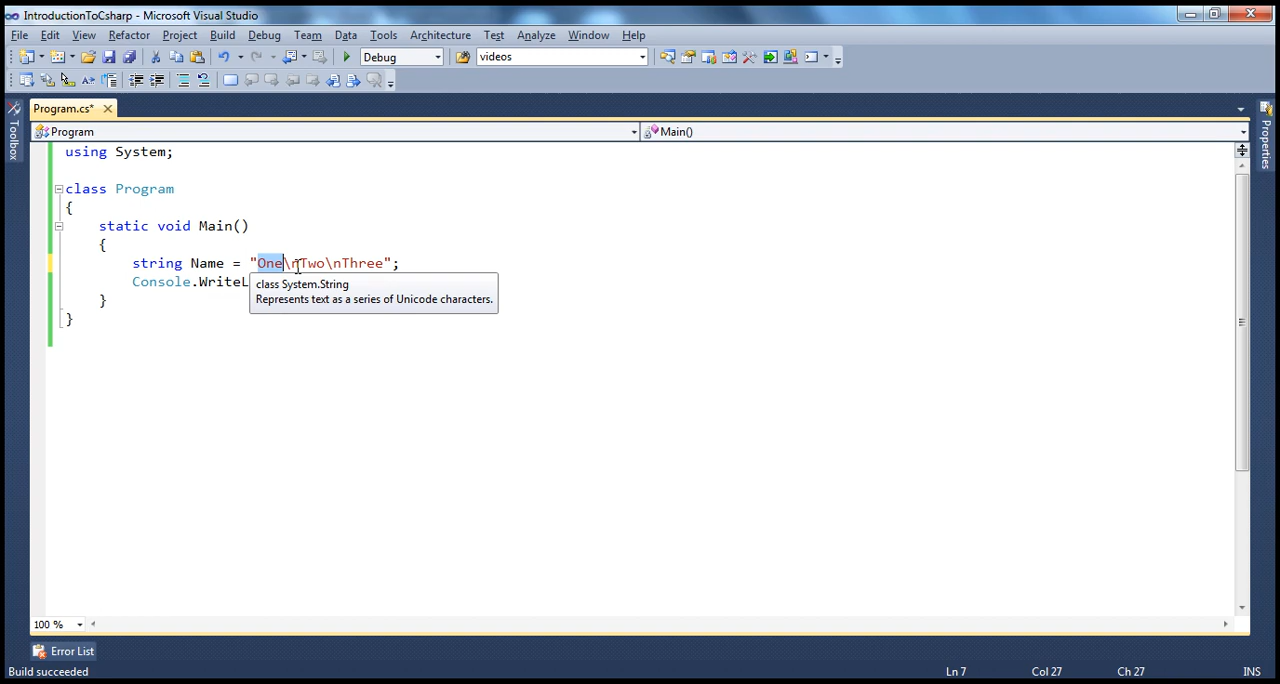 IntroductionToCsharp - Microsoft Visual Studio
File Edit View Refactor Project Build Debug Team Data Tools Architecture Test Analyze Window Help
Debug videos
Program.cs*
Program Main()
Toolbox
Properties
using System;
class Program
{
static void Main()
{
string Name = "One\nTwo\nThree";
Console.WriteL
class System.String
Represents text as a series of Unicode characters.
}
}
100 %
Error List
Build succeeded Ln 7 Col 27 Ch 27 INS